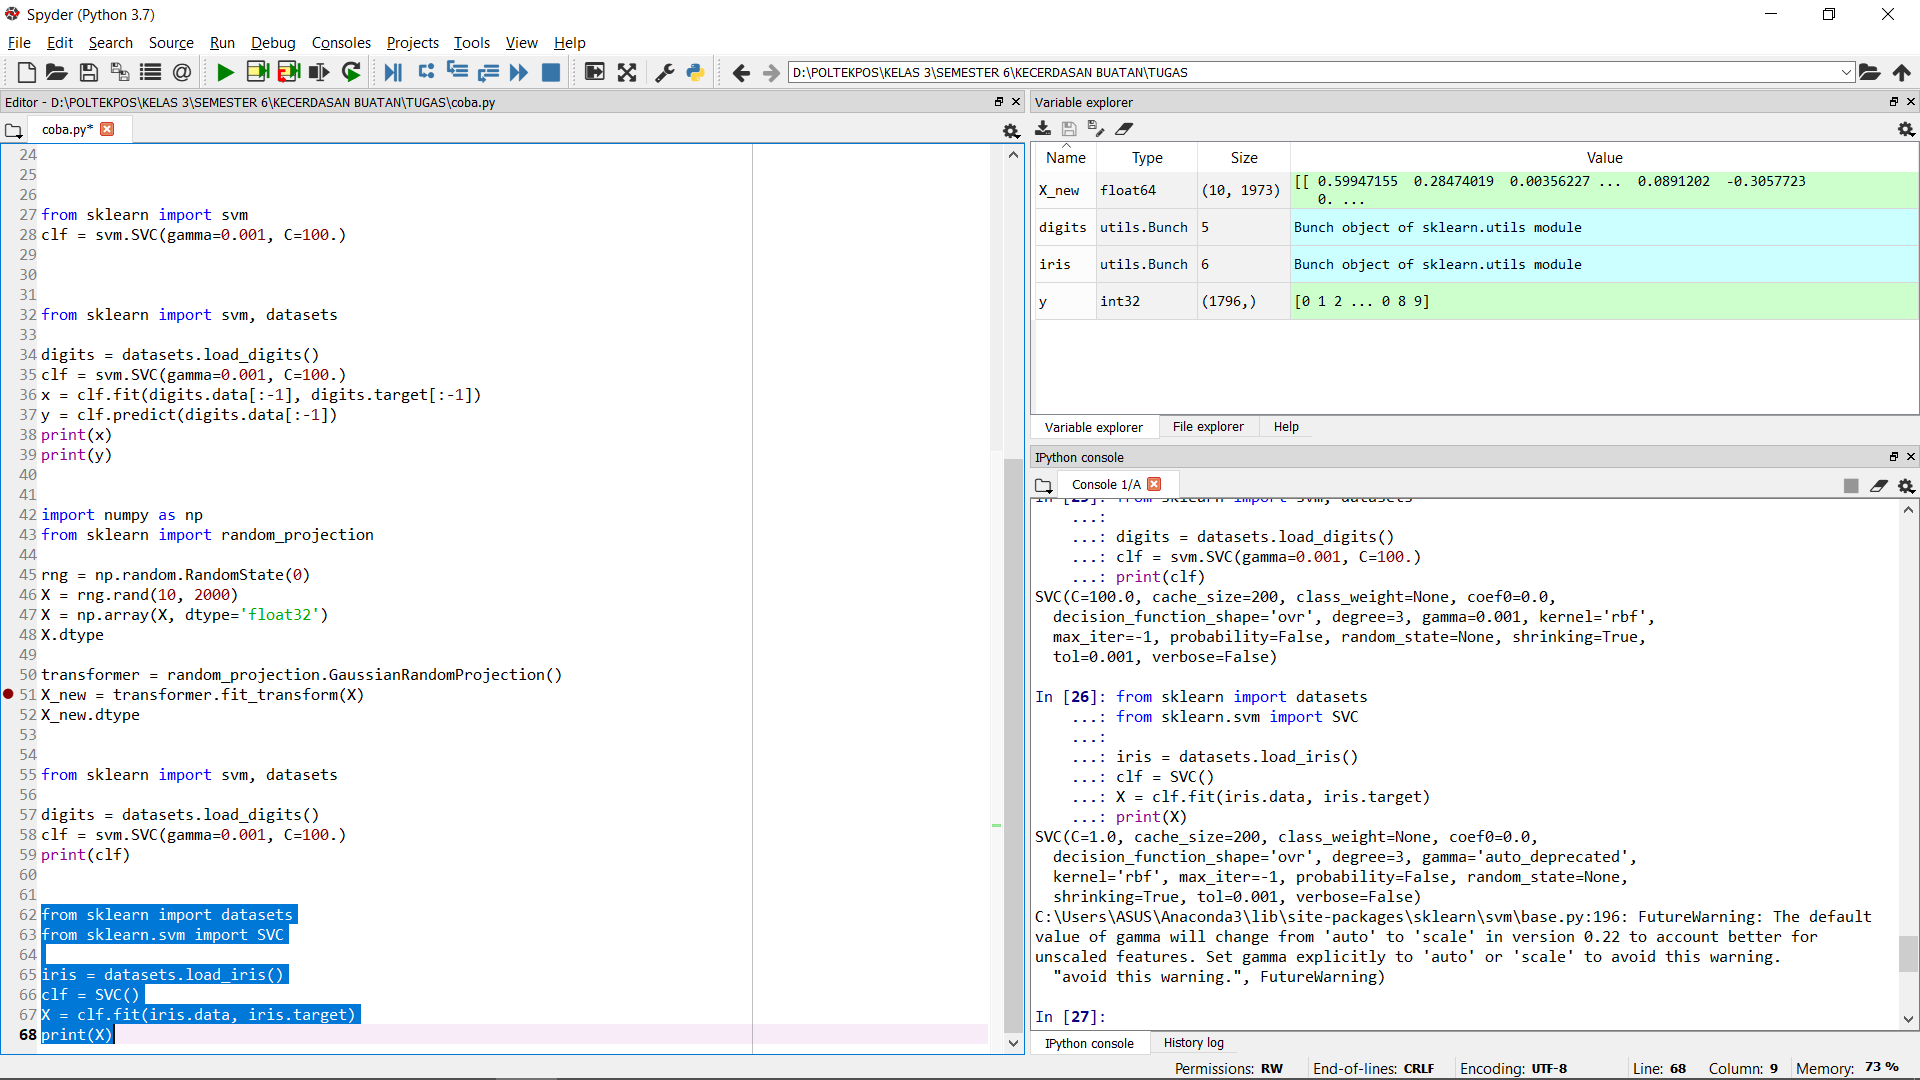 Spyder (Python 3.7)
File Edit Search Source Run Debug Consoles Projects Tools View Help
D:\POLTEKPOS\KELAS 3\SEMESTER 6\KECERDASAN BUATAN\TUGAS
Editor - D:\POLTEKPOS\KELAS 3\SEMESTER 6\KECERDASAN BUATAN\TUGAS\coba.py
coba.py*
24
25
26
27 from sklearn import svm
28 clf = svm.SVC(gamma=0.001, C=100.)
29
30
31
32 from sklearn import svm, datasets
33
34 digits = datasets.load_digits()
35 clf = svm.SVC(gamma=0.001, C=100.)
36 x = clf.fit(digits.data[:-1], digits.target[:-1])
37 y = clf.predict(digits.data[:-1])
38 print(x)
39 print(y)
40
41
42 import numpy as np
43 from sklearn import random_projection
44
45 rng = np.random.RandomState(0)
46 X = rng.rand(10, 2000)
47 X = np.array(X, dtype='float32')
48 X.dtype
49
50 transformer = random_projection.GaussianRandomProjection()
51 X_new = transformer.fit_transform(X)
52 X_new.dtype
53
54
55 from sklearn import svm, datasets
56
57 digits = datasets.load_digits()
58 clf = svm.SVC(gamma=0.001, C=100.)
59 print(clf)
60
61
62 from sklearn import datasets
63 from sklearn.svm import SVC
64
65 iris = datasets.load_iris()
66 clf = SVC()
67 X = clf.fit(iris.data, iris.target)
68 print(X)
Variable explorer
Name Type Size Value
X_new float64 (10, 1973) [[ 0.59947155 0.28474019 0.00356227 ... 0.0891202 -0.3057723
0. ...
digits utils.Bunch 5 Bunch object of sklearn.utils module
iris utils.Bunch 6 Bunch object of sklearn.utils module
y int32 (1796,) [0 1 2 ... 0 8 9]
Variable explorer File explorer Help
IPython console
Console 1/A
In [25]: from sklearn import svm, datasets
...:
...: digits = datasets.load_digits()
...: clf = svm.SVC(gamma=0.001, C=100.)
...: print(clf)
SVC(C=100.0, cache_size=200, class_weight=None, coef0=0.0,
decision_function_shape='ovr', degree=3, gamma=0.001, kernel='rbf',
max_iter=-1, probability=False, random_state=None, shrinking=True,
tol=0.001, verbose=False)
In [26]: from sklearn import datasets
...: from sklearn.svm import SVC
...:
...: iris = datasets.load_iris()
...: clf = SVC()
...: X = clf.fit(iris.data, iris.target)
...: print(X)
SVC(C=1.0, cache_size=200, class_weight=None, coef0=0.0,
decision_function_shape='ovr', degree=3, gamma='auto_deprecated',
kernel='rbf', max_iter=-1, probability=False, random_state=None,
shrinking=True, tol=0.001, verbose=False)
C:\Users\ASUS\Anaconda3\lib\site-packages\sklearn\svm\base.py:196: FutureWarning: The default
value of gamma will change from 'auto' to 'scale' in version 0.22 to account better for
unscaled features. Set gamma explicitly to 'auto' or 'scale' to avoid this warning.
"avoid this warning.", FutureWarning)
In [27]:
IPython console History log
Permissions: RW End-of-lines: CRLF Encoding: UTF-8 Line: 68 Column: 9 Memory: 73 %